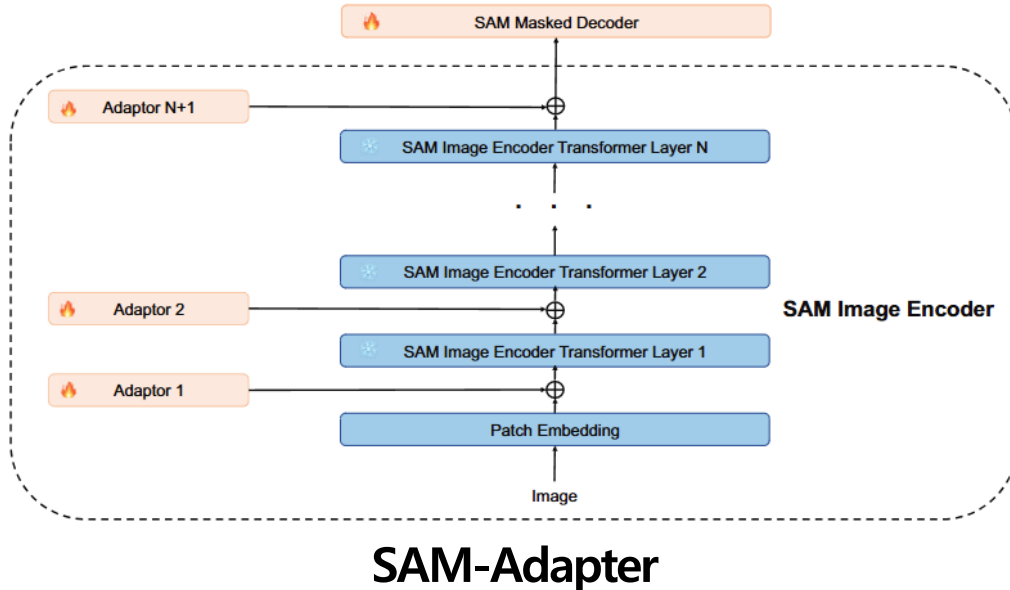 SAM Masked Decoder
Adaptor N+1
SAM Image Encoder Transformer Layer N
. . .
SAM Image Encoder Transformer Layer 2
Adaptor 2
SAM Image Encoder
SAM Image Encoder Transformer Layer 1
Adaptor 1
Patch Embedding
Image
SAM-Adapter